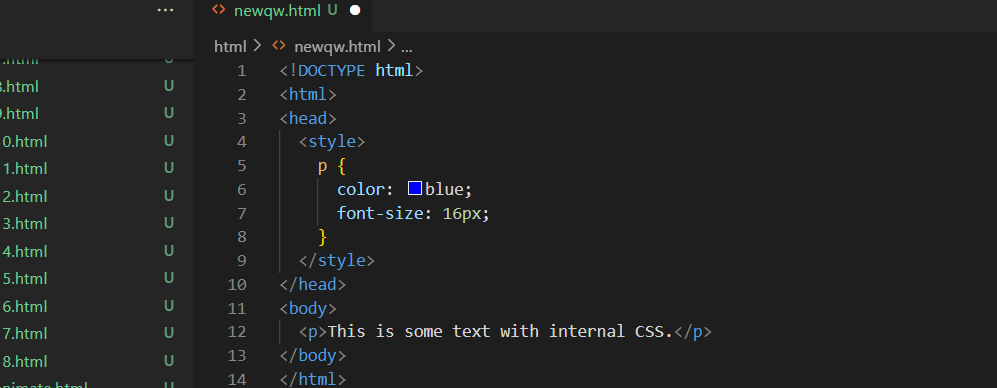 ...
newqw.html U
html > newqw.html > ...
.html
8.html U
9.html U
0.html U
1.html U
2.html U
3.html U
4.html U
5.html U
6.html U
7.html U
8.html U
animate.html
1 <!DOCTYPE html>
2 <html>
3 <head>
4 <style>
5 p {
6 color: blue;
7 font-size: 16px;
8 }
9 </style>
10 </head>
11 <body>
12 <p>This is some text with internal CSS.</p>
13 </body>
14 </html>